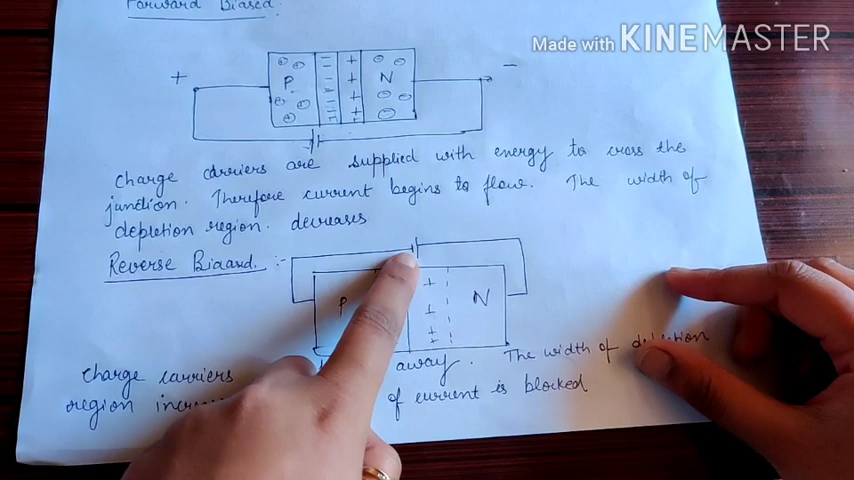 Forward Biased.
Made with KINEMASTER
+ -
P N
Charge carriers are supplied with energy to cross the
junction. Therefore current begins to flow. The width of
depletion region. decreases
Reverse Biaard. :-
P N
Charge carriers away. The width of depletion
region of current is blocked